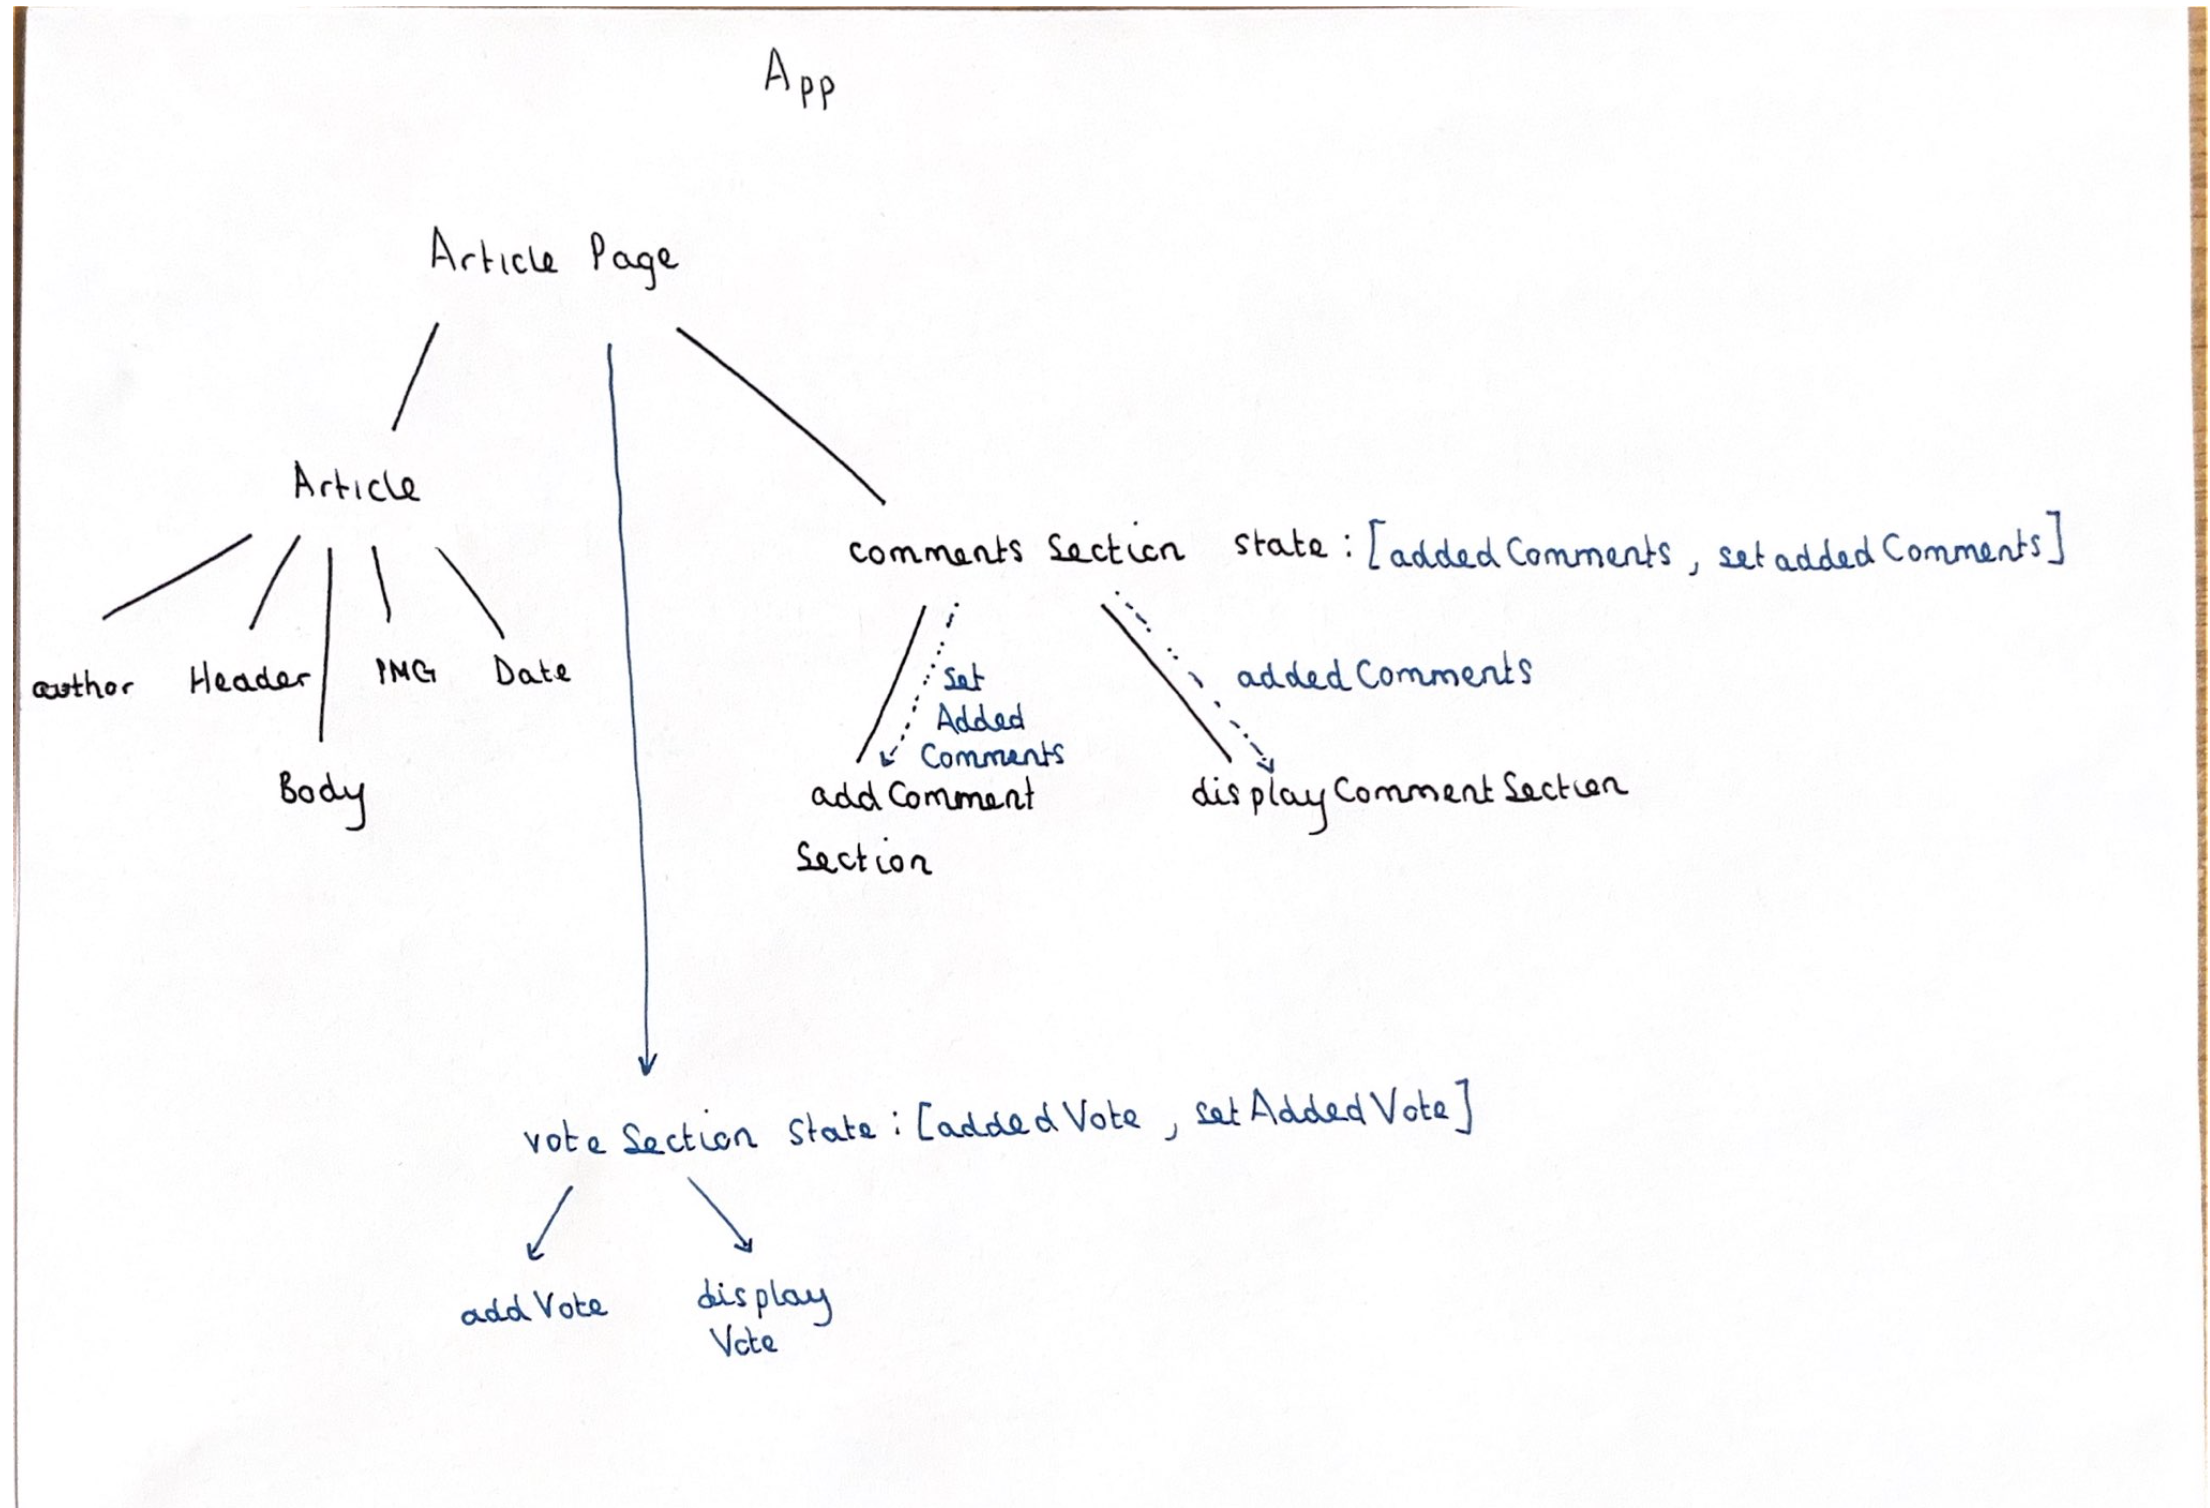 App
Article Page
Article
comments Section state : [added Comments, set added Comments]
author Header IMG Date
Body
set
Added
Comments
added Comments
add Comment
Section
display Comment Section
vote Section state : [added Vote, set Added Vote]
add Vote
display
Vote